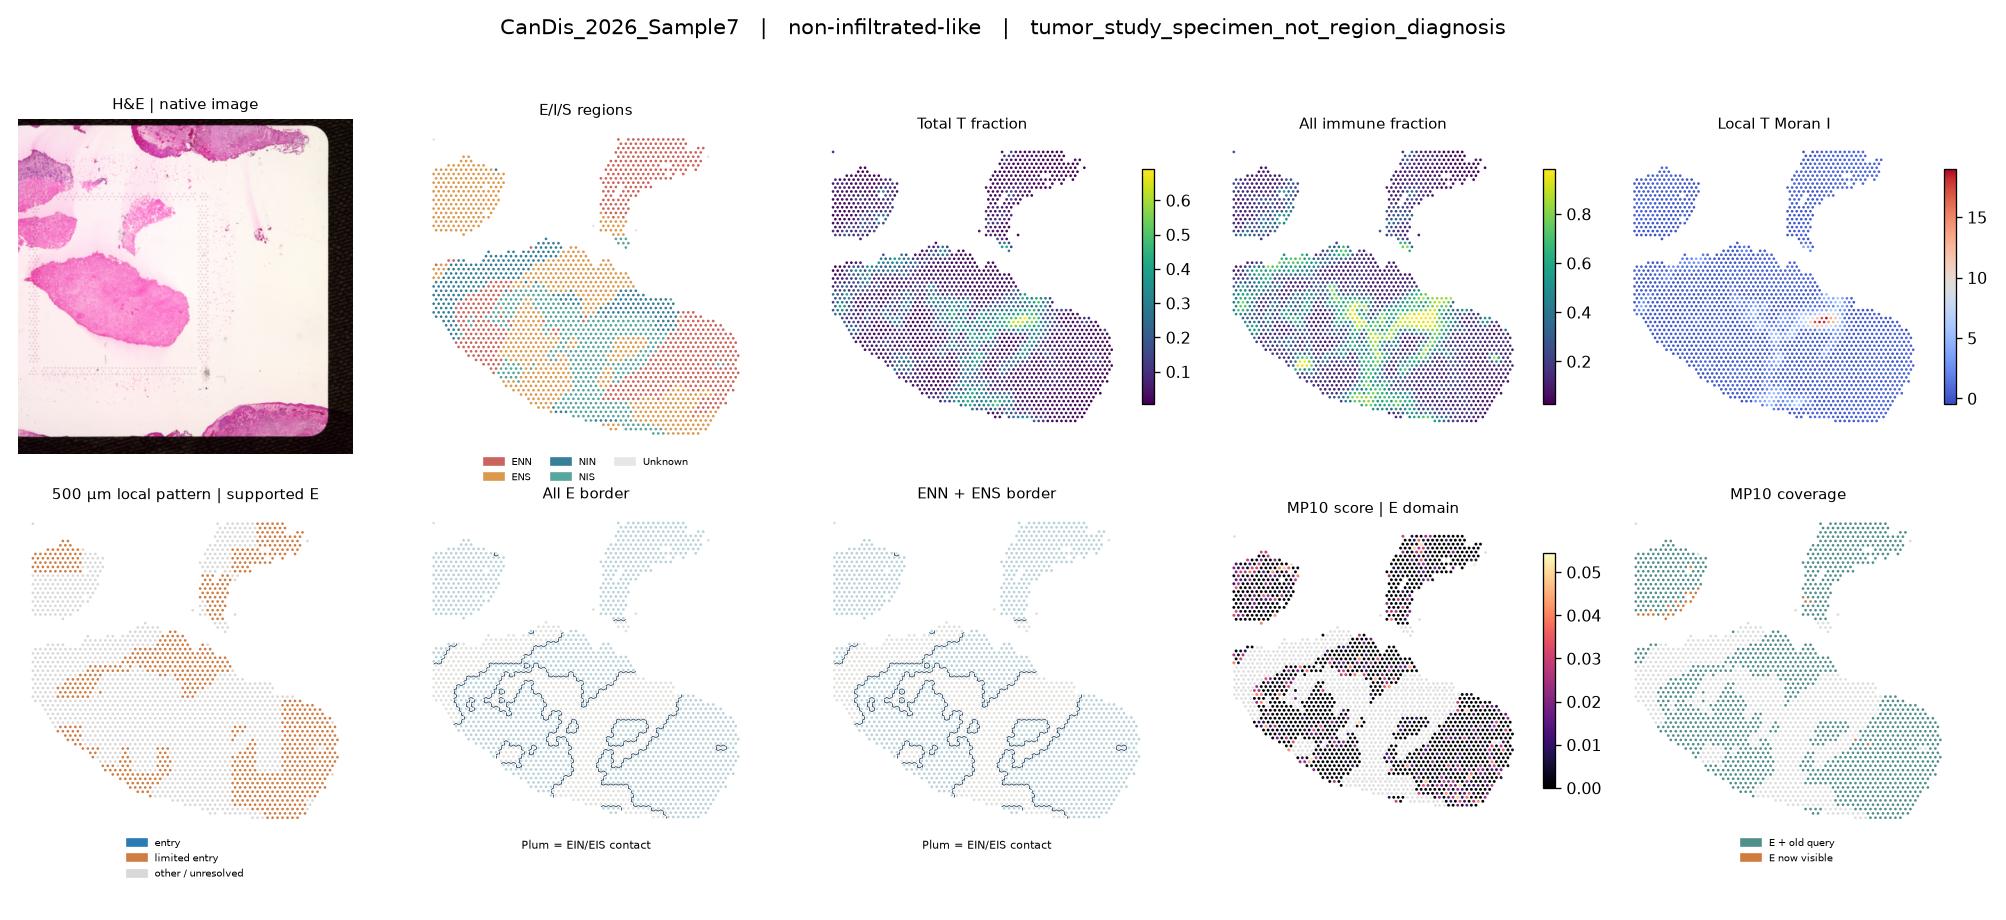 CanDis_2026_Sample7 | non-infiltrated-like | tumor_study_specimen_not_region_diagnosis
H&E | native image
E/I/S regions
Total T fraction
All immune fraction
Local T Moran I
0.6
0.5
0.4
0.3
0.2
0.1
0.8
0.6
0.4
0.2
15
10
5
0
ENN
NIN
Unknown
ENS
NIS
500 µm local pattern | supported E
All E border
ENN + ENS border
MP10 score | E domain
MP10 coverage
0.05
0.04
0.03
0.02
0.01
0.00
Plum = EIN/EIS contact
Plum = EIN/EIS contact
entry
limited entry
other / unresolved
E + old query
E now visible